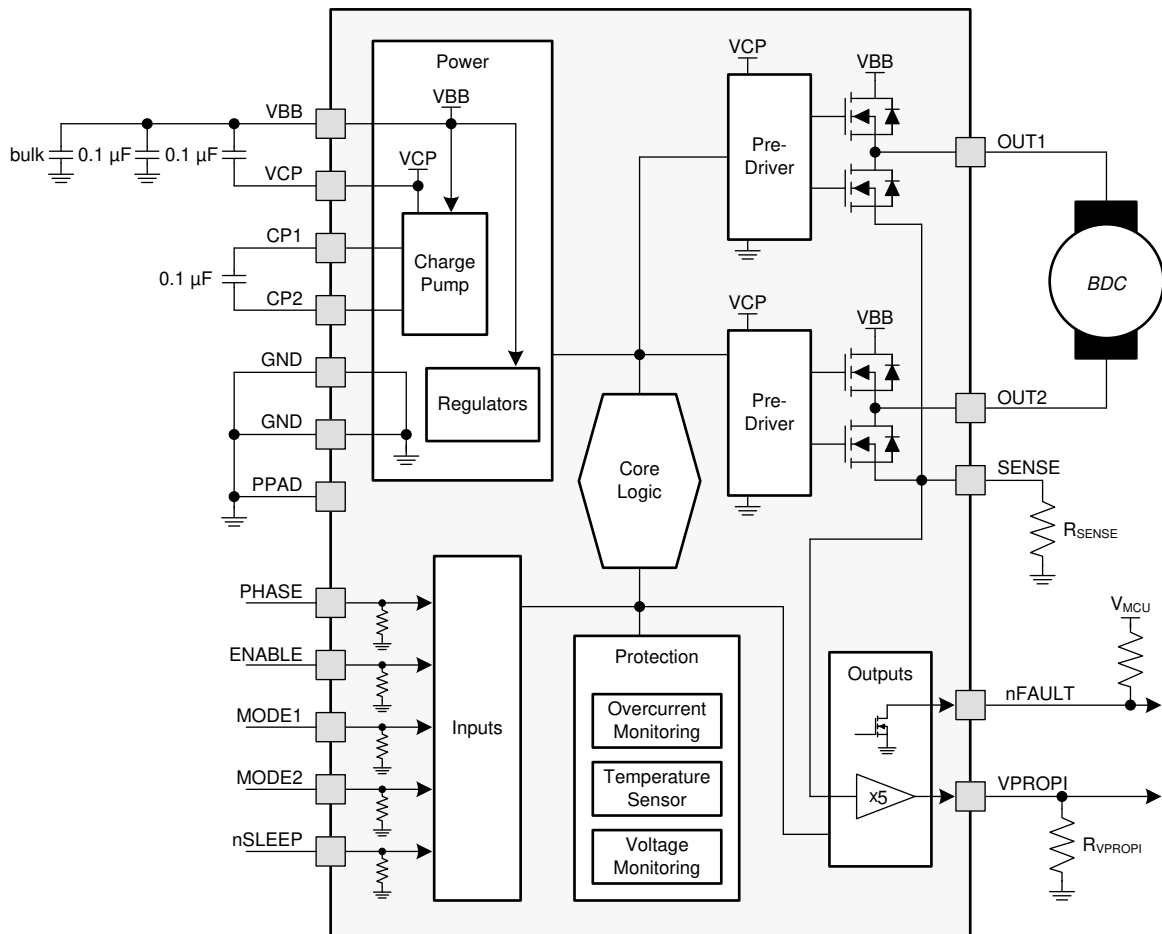 Power
VBB
VCP
Charge
Pump
Regulators
VBB
bulk
0.1 µF
0.1 µF
VCP
CP1
0.1 µF
CP2
GND
GND
PPAD
PHASE
ENABLE
MODE1
MODE2
nSLEEP
Inputs
Core
Logic
Protection
Overcurrent
Monitoring
Temperature
Sensor
Voltage
Monitoring
VCP
Pre-
Driver
VBB
VCP
Pre-
Driver
VBB
OUT1
BDC
OUT2
SENSE
RSENSE
VMCU
Outputs
x5
nFAULT
VPROPI
RVPROPI